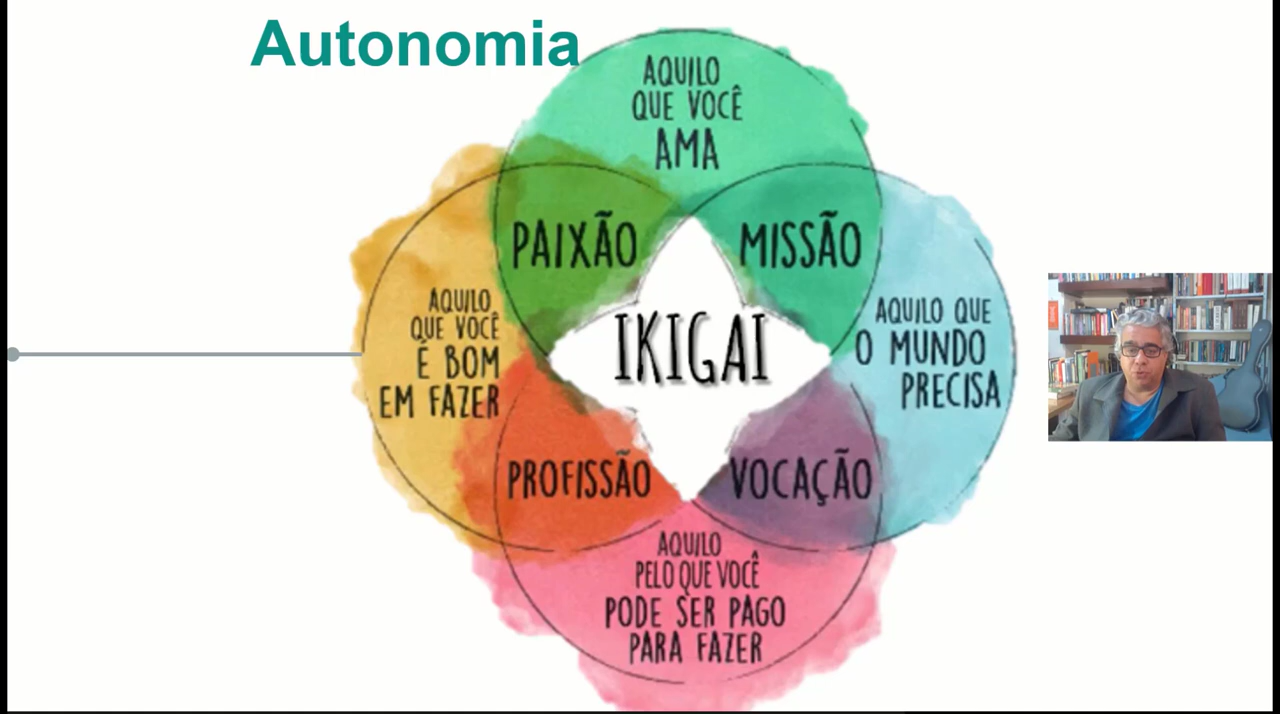 Autonomia
AQUILO
QUE VOCÊ
AMA
PAIXÃO
MISSÃO
AQUILO
QUE VOCÊ
É BOM
EM FAZER
IKIGAI
AQUILO QUE
O MUNDO
PRECISA
PROFISSÃO
VOCAÇÃO
AQUILO
PELO QUE VOCÊ
PODE SER PAGO
PARA FAZER